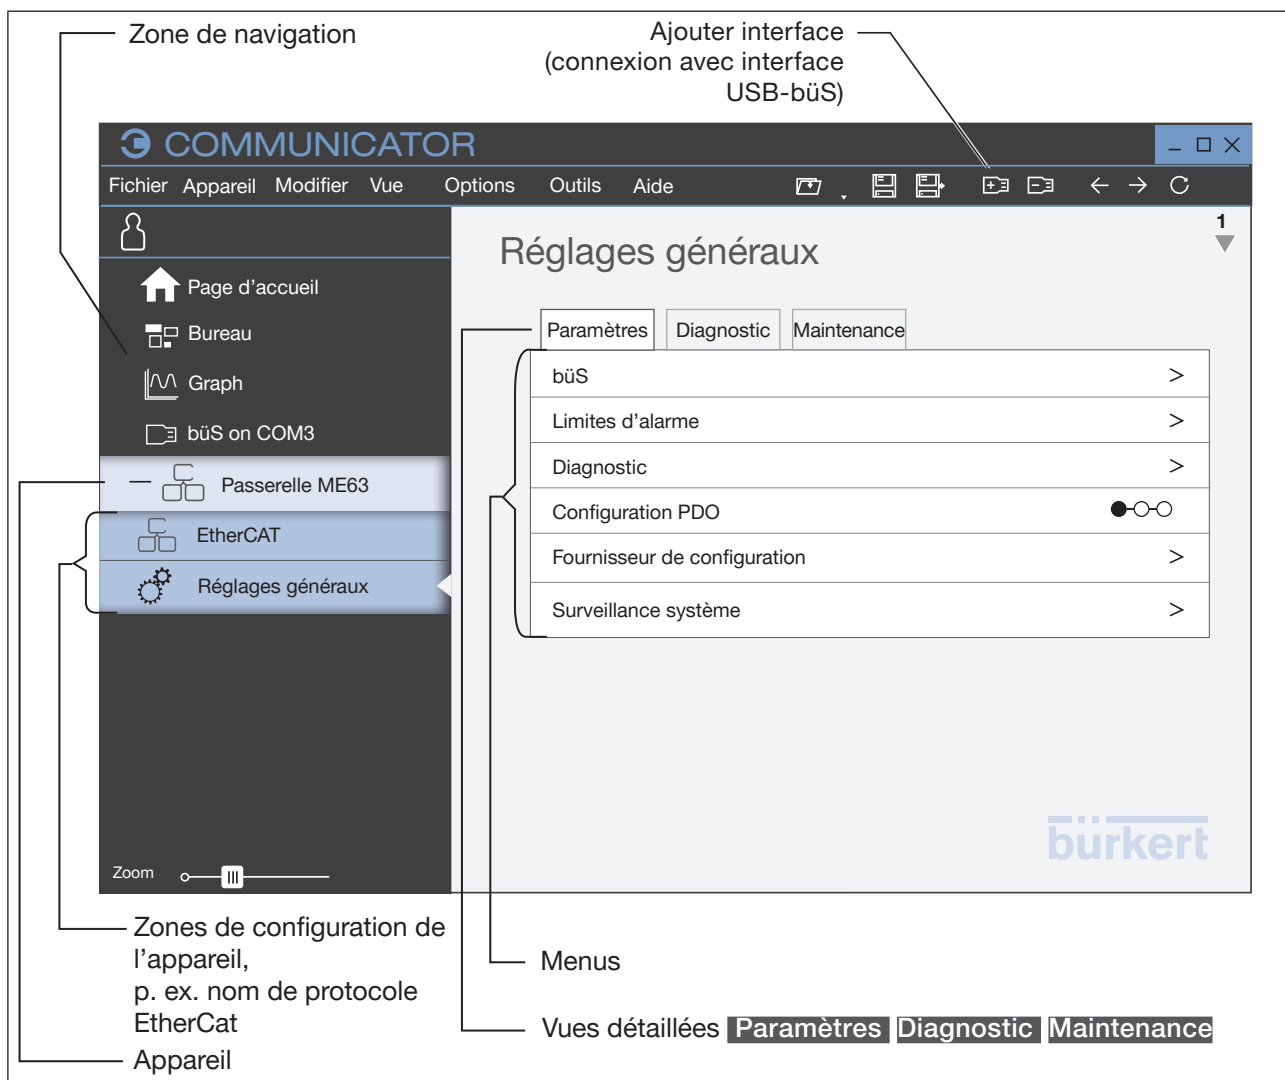 Zone de navigation
Ajouter interface
(connexion avec interface
USB-büS)
COMMUNICATOR
Fichier Appareil Modifier Vue Options Outils Aide
1
Réglages généraux
Page d'accueil
Bureau
Graph
büS on COM3
Passerelle ME63
EtherCAT
Réglages généraux
Paramètres Diagnostic Maintenance
büS >
Limites d'alarme >
Diagnostic >
Configuration PDO
Fournisseur de configuration >
Surveillance système >
bürkert
Zoom
Zones de configuration de
l'appareil,
p. ex. nom de protocole
EtherCat
Appareil
Menus
Vues détaillées Paramètres Diagnostic Maintenance